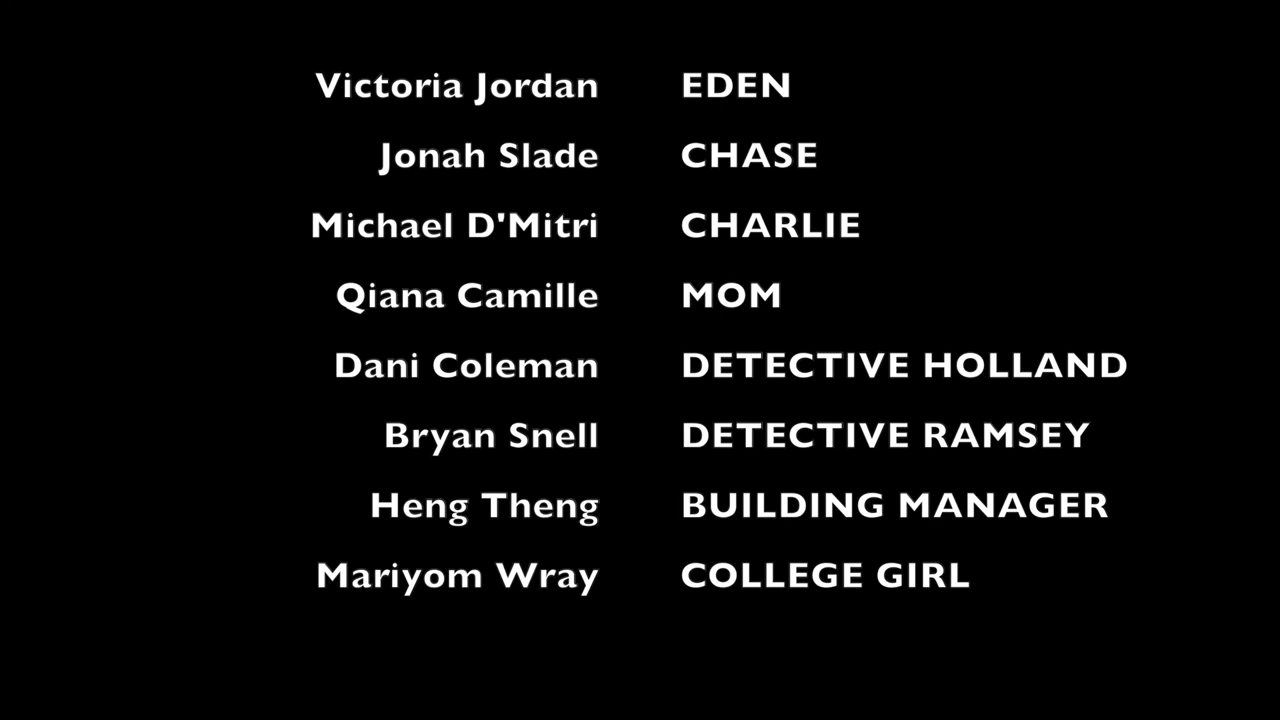 Victoria Jordan EDEN
Jonah Slade CHASE
Michael D'Mitri CHARLIE
Qiana Camille MOM
Dani Coleman DETECTIVE HOLLAND
Bryan Snell DETECTIVE RAMSEY
Heng Theng BUILDING MANAGER
Mariyom Wray COLLEGE GIRL